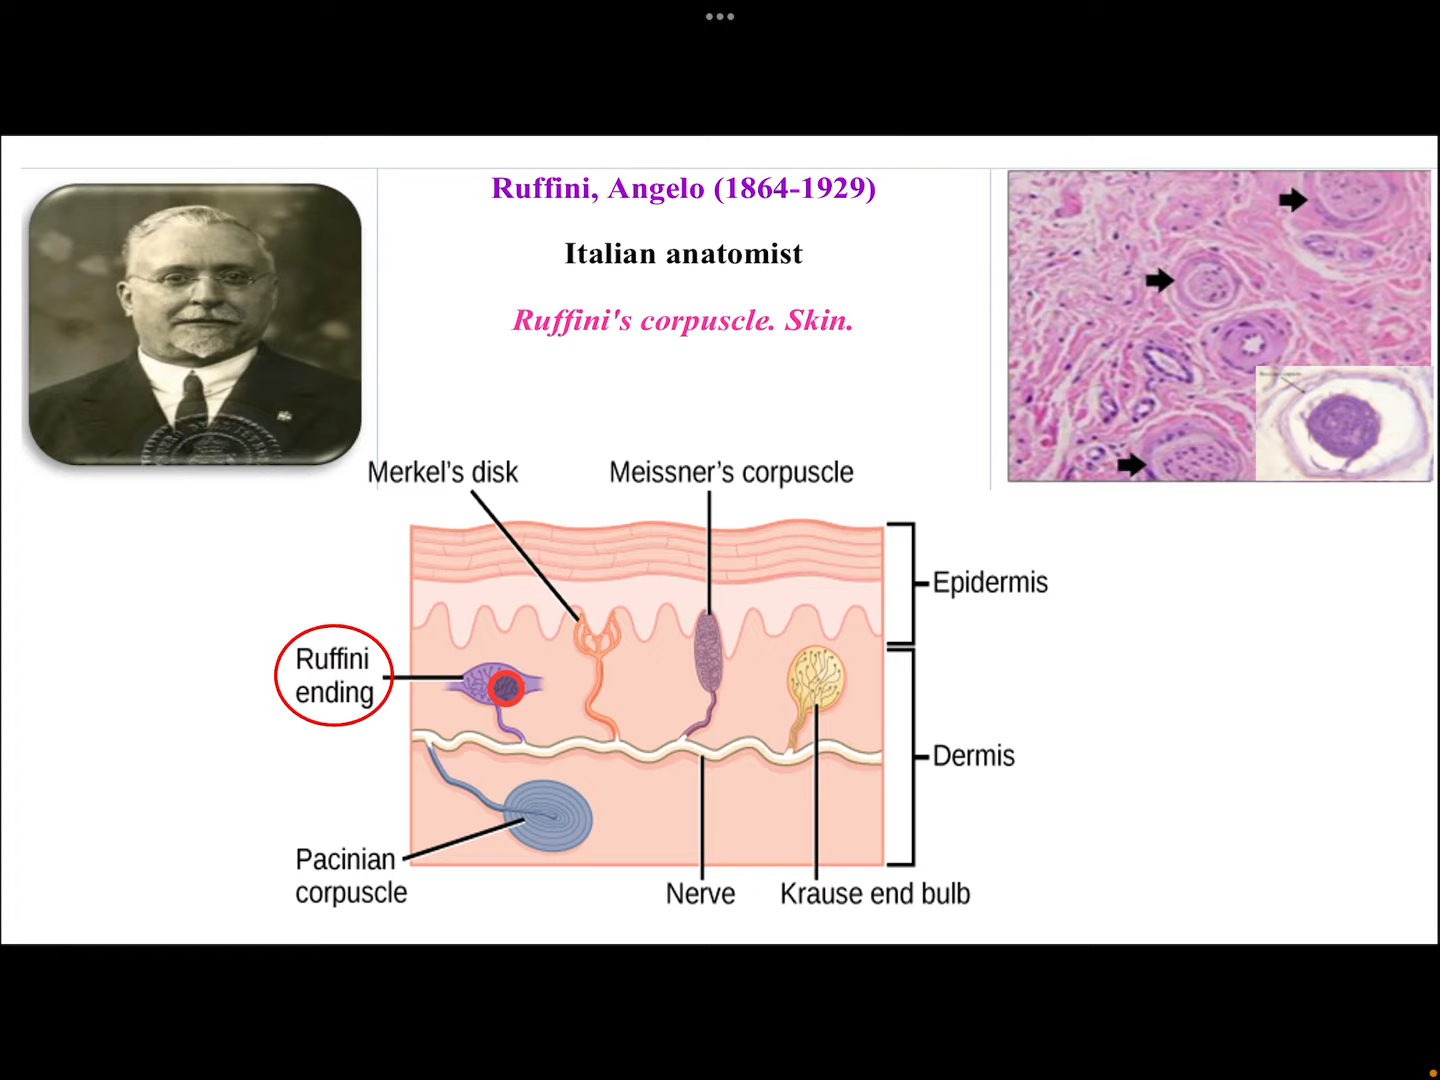 Ruffini, Angelo (1864-1929)
Italian anatomist
Ruffini's corpuscle. Skin.
Merkel’s disk
Meissner’s corpuscle
Epidermis
Ruffini
ending
Dermis
Pacinian
corpuscle
Nerve
Krause end bulb